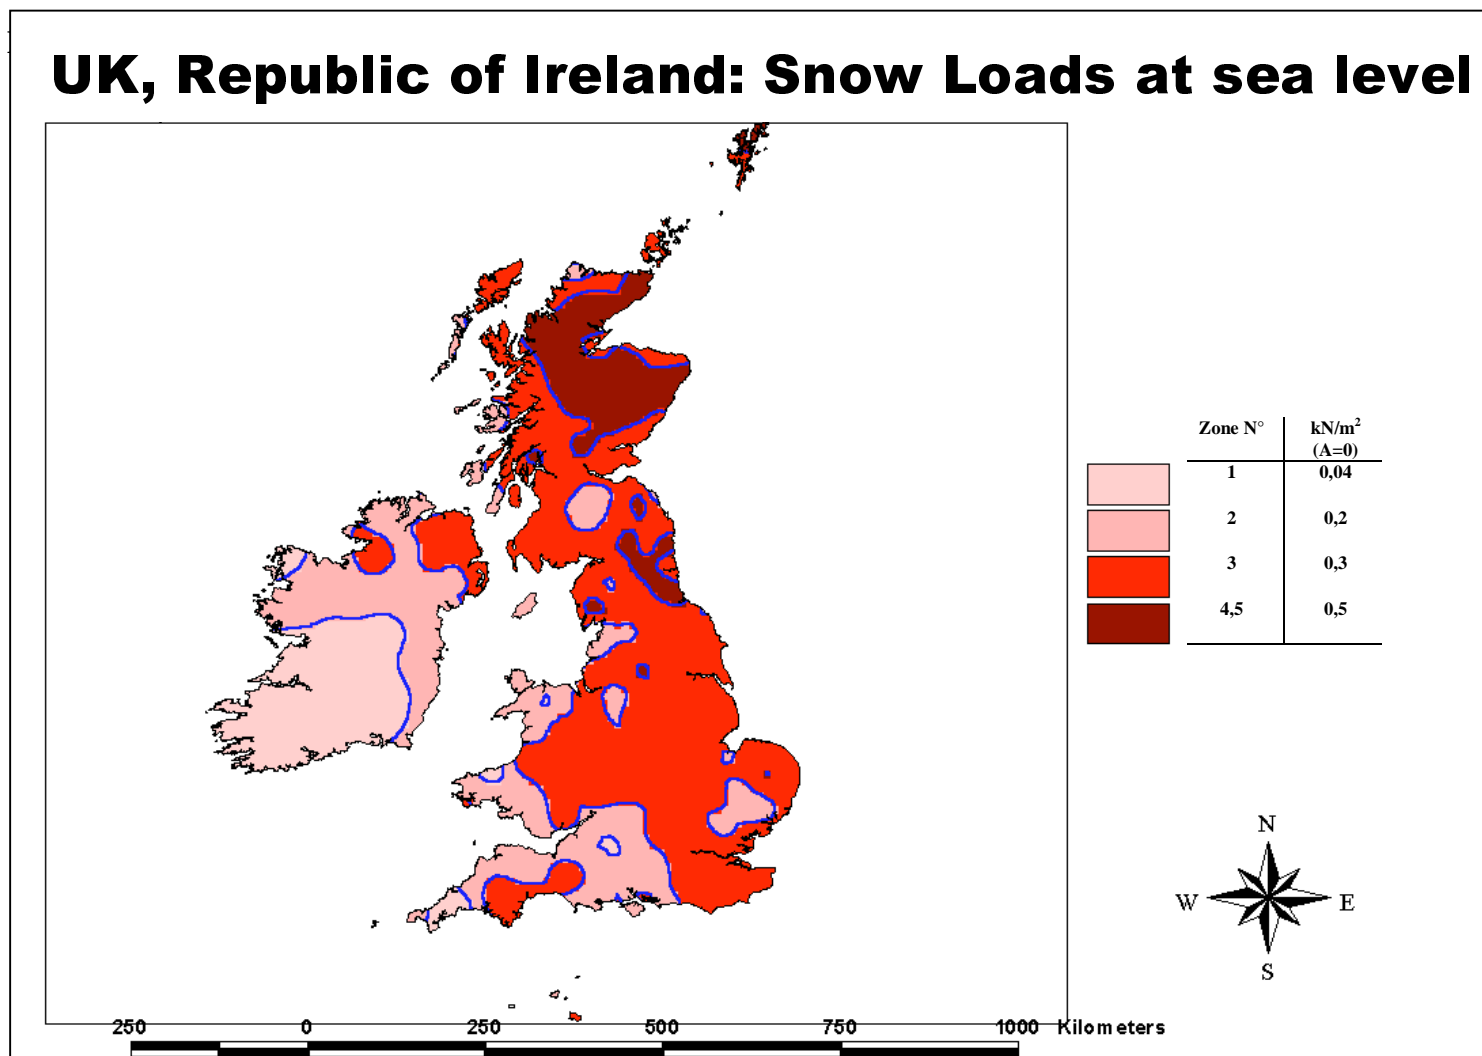 UK, Republic of Ireland: Snow Loads at sea level
Zone N° kN/m²
(A=0)
1 0,04
2 0,2
3 0,3
4,5 0,5
N
W E
S
250 0 250 500 750 1000 Kilometers